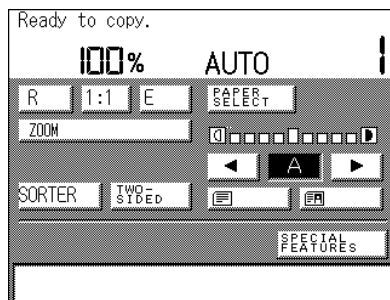 Ready to copy.
100% AUTO 1
R 1:1 E PAPER SELECT
ZOOM
A
SORTER TWO-SIDED
SPECIAL FEATURES